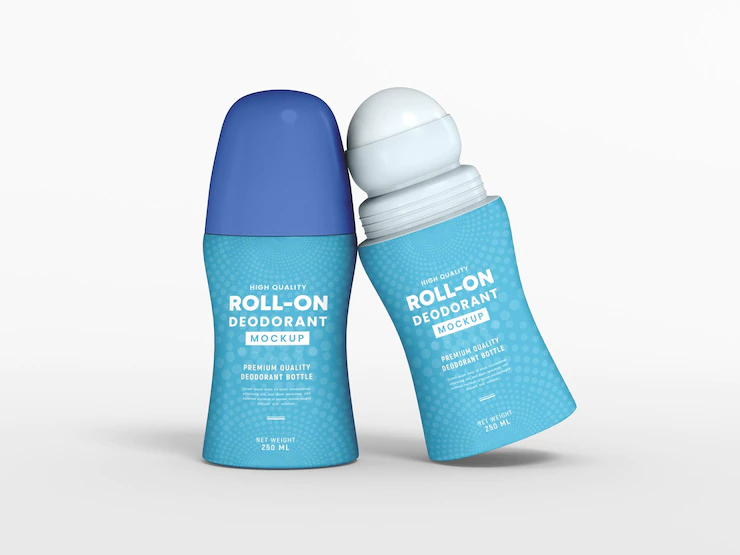 HIGH QUALITY
ROLL-ON
DEODORANT
MOCKUP
PREMIUM QUALITY
DEODORANT BOTTLE
NET WEIGHT
250 ML
HIGH QUALITY
ROLL-ON
DEODORANT
MOCKUP
PREMIUM QUALITY
DEODORANT BOTTLE
NET WEIGHT
250 ML